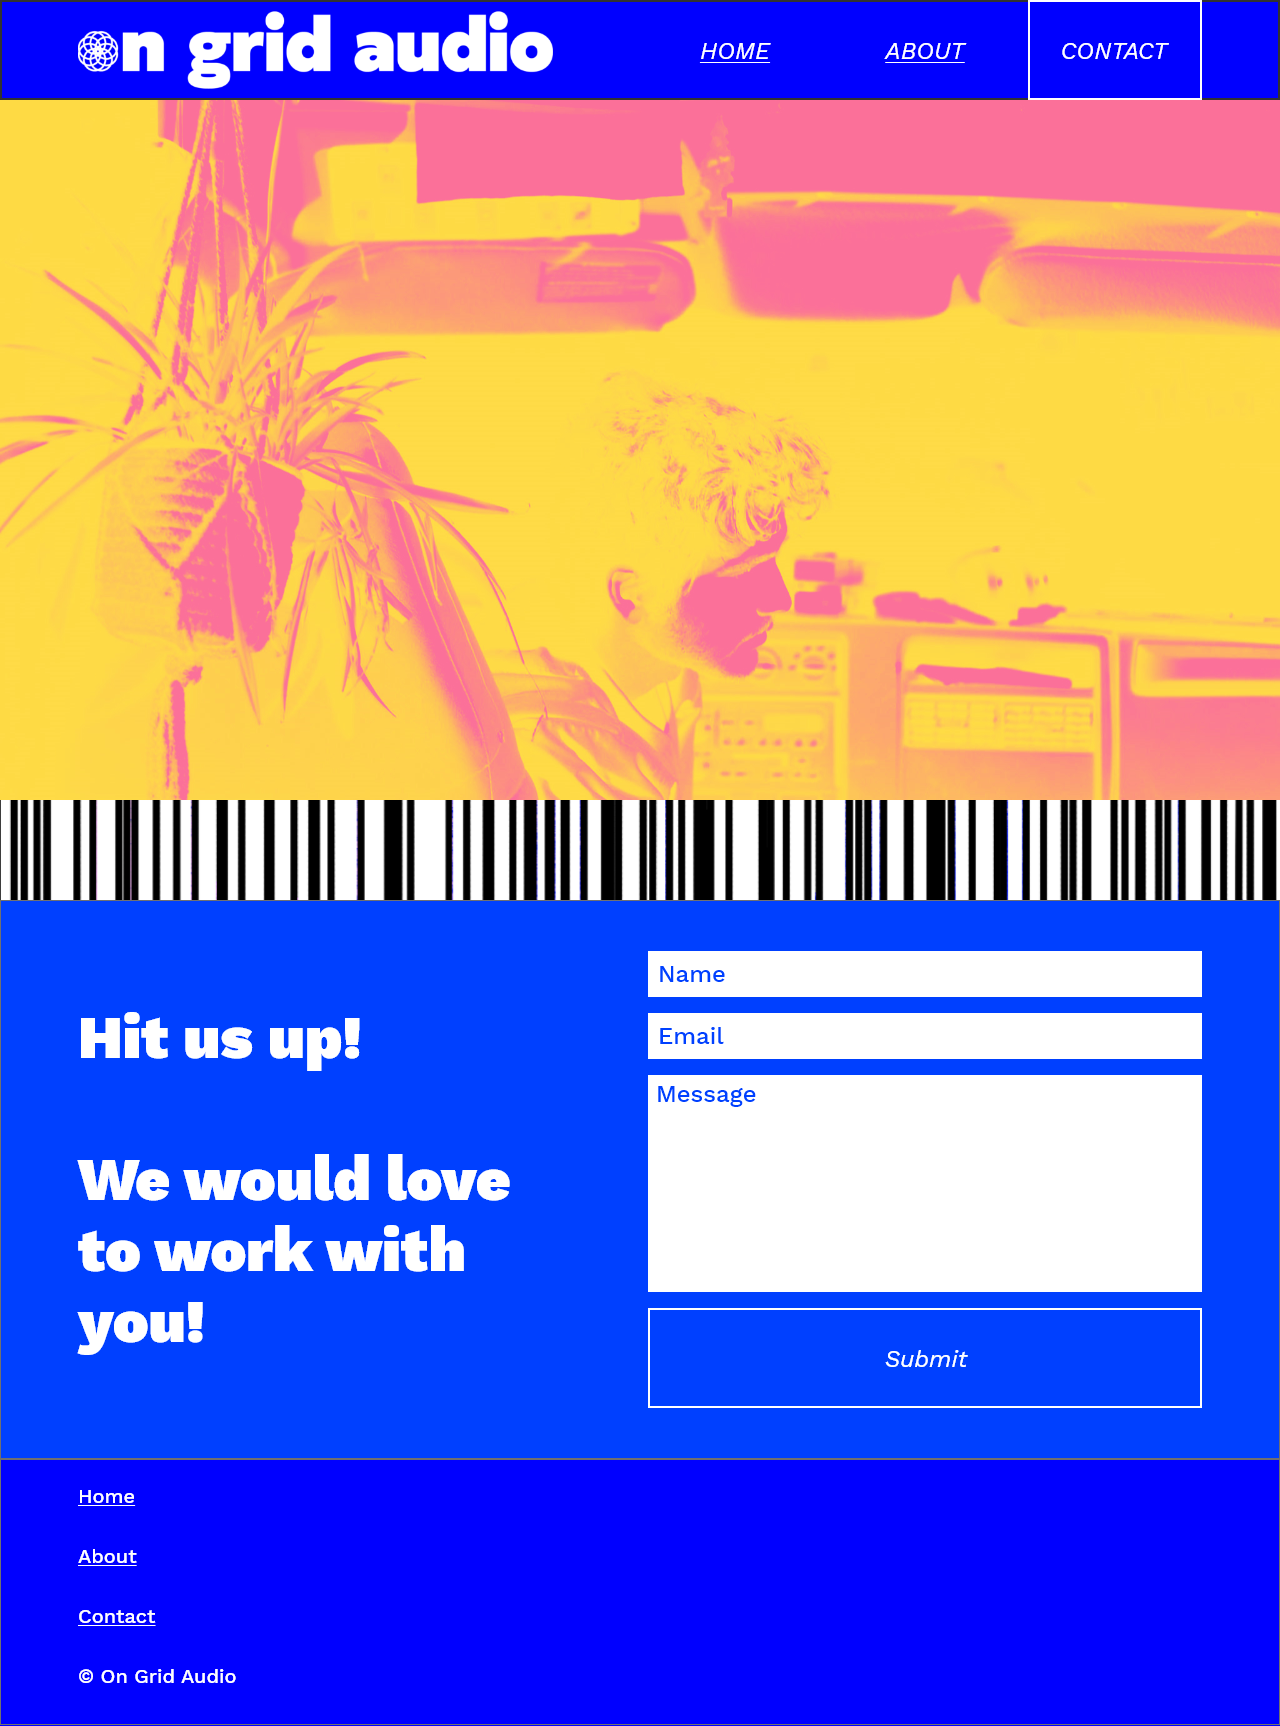 on grid audio
HOME
ABOUT
CONTACT
Name
Email
Message
Hit us up!
We would love
to work with
you!
Submit
Home
About
Contact
© On Grid Audio